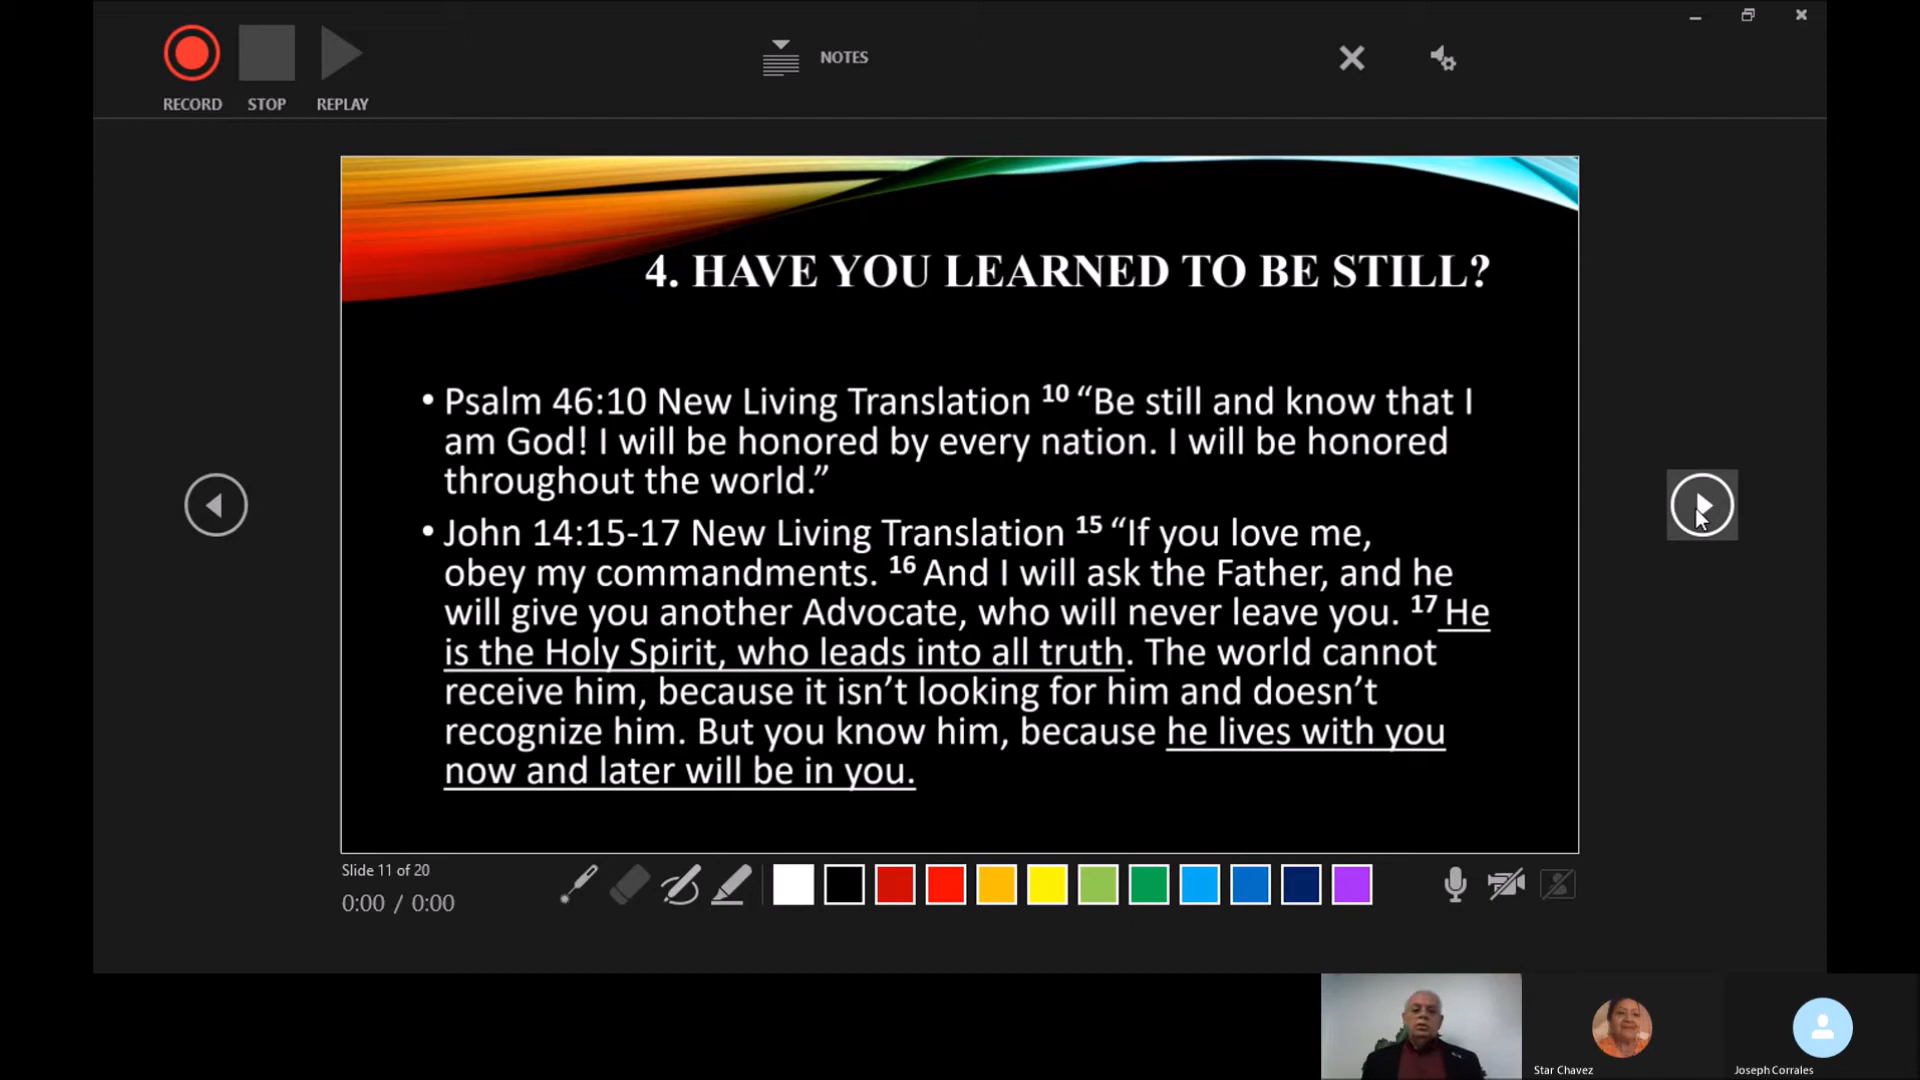 NOTES
RECORD STOP REPLAY
4. HAVE YOU LEARNED TO BE STILL?
• Psalm 46:10 New Living Translation 10 “Be still and know that I
am God! I will be honored by every nation. I will be honored
throughout the world.”
• John 14:15-17 New Living Translation 15 “If you love me,
obey my commandments. 16 And I will ask the Father, and he
will give you another Advocate, who will never leave you. 17 He
is the Holy Spirit, who leads into all truth. The world cannot
receive him, because it isn’t looking for him and doesn’t
recognize him. But you know him, because he lives with you
now and later will be in you.
Slide 11 of 20
0:00 / 0:00
Star Chavez
Joseph Corrales